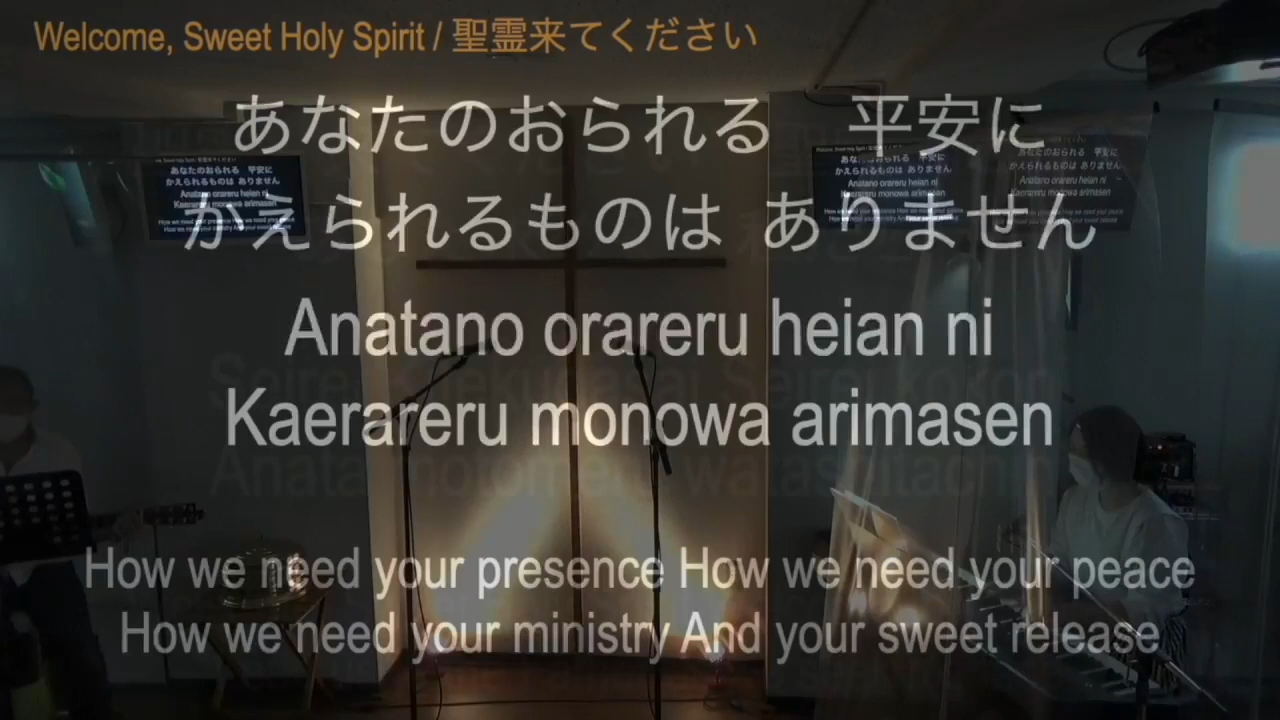 Welcome, Sweet Holy Spirit / 聖霊来てください
あなたのおられる　平安に
かえられるものは ありません
Anatano orareru heian ni
Kaerareru monowa arimasen
How we need your presence How we need your peace
How we need your ministry And your sweet release